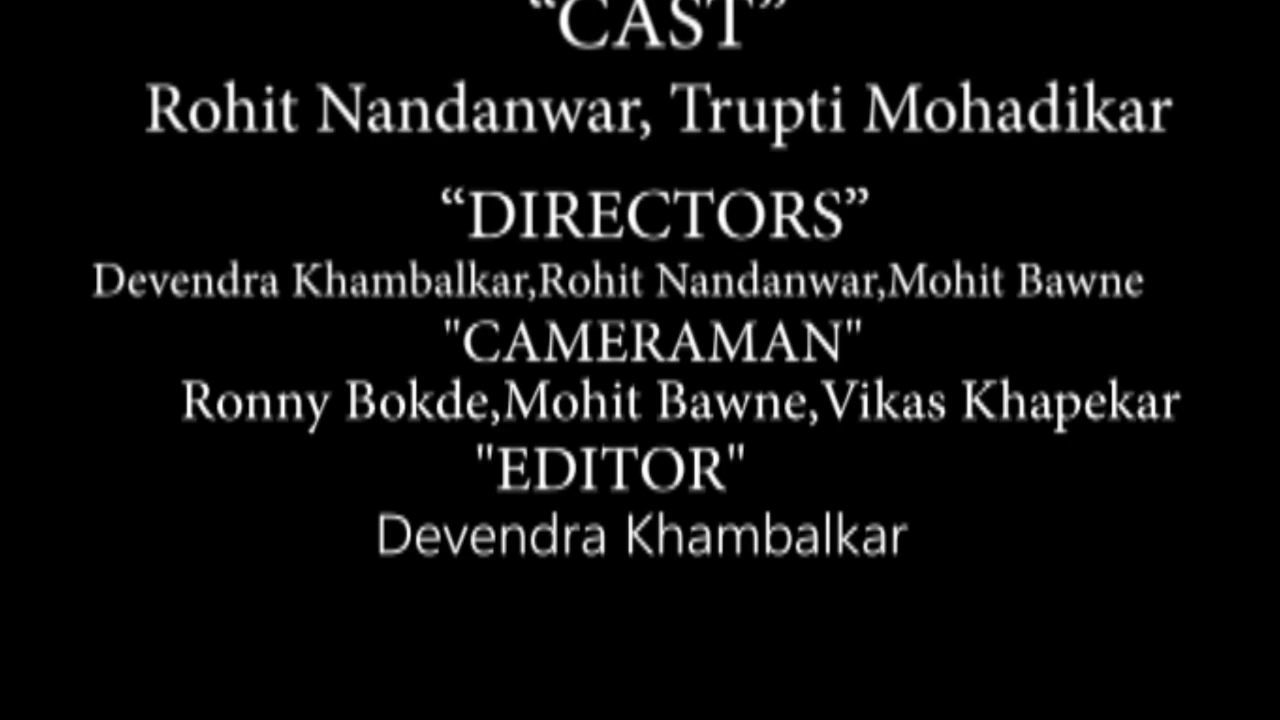 “CAST”
Rohit Nandanwar, Trupti Mohadikar
“DIRECTORS”
Devendra Khambalkar,Rohit Nandanwar,Mohit Bawne
"CAMERAMAN"
Ronny Bokde,Mohit Bawne,Vikas Khapekar
"EDITOR"
Devendra Khambalkar